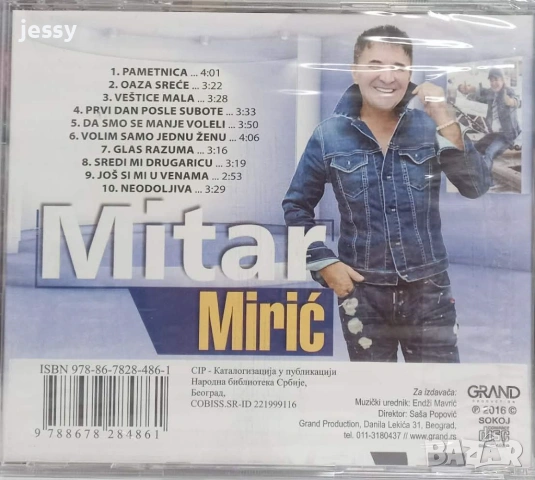 jessy
1. PAMETNICA ... 4:01
2. OAZA SREĆE ... 3:22
3. VEŠTICE MALA ... 3:28
4. PRVI DAN POSLE SUBOTE ... 3:33
5. DA SMO SE MANJE VOLELI ... 3:50
6. VOLIM SAMO JEDNU ŽENU ... 4:06
7. GLAS RAZUMA ... 3:16
8. SREDI MI DRUGARICU ... 3:19
9. JOŠ SI MI U VENAMA ... 2:53
10. NEODOLJIVA ... 3:29
Mitar
Mirić
ISBN 978-86-7828-486-1
9 788678 284861
CIP - Каталогизација у публикацији
Народна библиотека Србије,
Београд,
COBISS.SR-ID 221999116
Za izdavača:
Muzički urednik: Endži Mavrić
Direktor: Saša Popović
Grand Production, Danila Lekića 31, Beograd,
tel. 011-3180437 // www.grand.rs
GRAND
PRODUCTION
℗ 2016 ©
SOKOJ
BAZAR